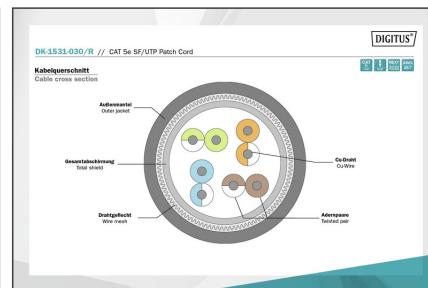 DIGITUS®
DK-1531-030/R // CAT 5e SF/UTP Patch Cord
Kabelquerschnitt
Cable cross section
Außenmantel
Outer jacket
Gesamtabschirmung
Total shield
Cu-Draht
Cu-Wire
Drahtgeflecht
Wire mesh
Adernpaare
Twisted pair